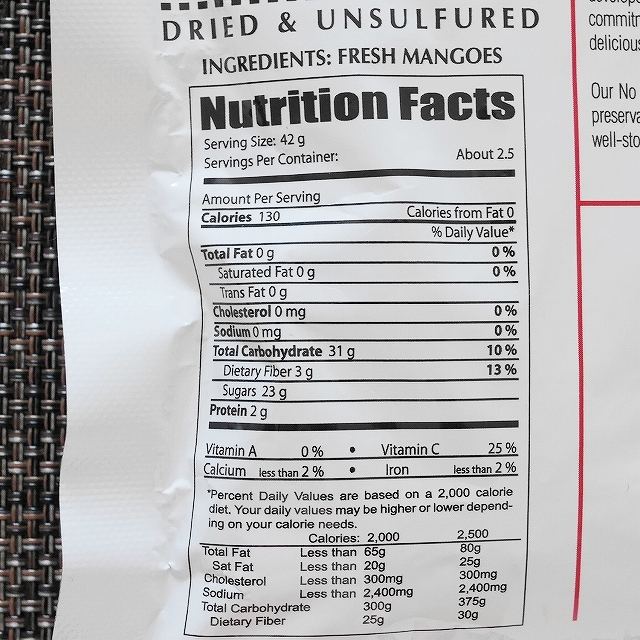 DRIED & UNSULFURED
INGREDIENTS: FRESH MANGOES
Nutrition Facts
Serving Size: 42 g
Servings Per Container: About 2.5
Amount Per Serving
Calories 130 Calories from Fat 0
% Daily Value*
Total Fat 0 g 0 %
Saturated Fat 0 g 0 %
Trans Fat 0 g
Cholesterol 0 mg 0 %
Sodium 0 mg 0 %
Total Carbohydrate 31 g 10 %
Dietary Fiber 3 g 13 %
Sugars 23 g
Protein 2 g
Vitamin A 0 % • Vitamin C 25 %
Calcium less than 2 % • Iron less than 2 %
*Percent Daily Values are based on a 2,000 calorie
diet. Your daily values may be higher or lower depend-
ing on your calorie needs.
Calories: 2,000 2,500
Total Fat Less than 65g 80g
Sat Fat Less than 20g 25g
Cholesterol Less than 300mg 300mg
Sodium Less than 2,400mg 2,400mg
Total Carbohydrate 300g 375g
Dietary Fiber 25g 30g
delicious
Our No